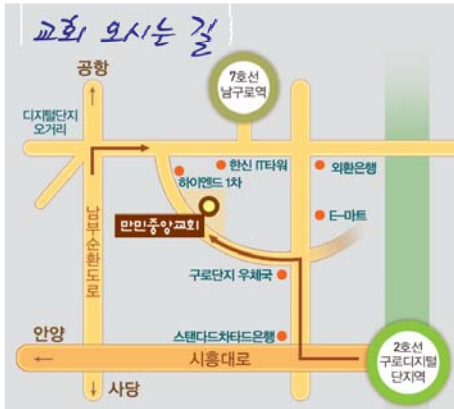 교회 오시는 길
공항
7호선
남구로역
디지털단지
오거리
한신 IT타워
외환은행
하이엔드 1차
만민중앙교회
E-마트
남부순환도로
구로단지 우체국
스탠다드차타드은행
안양
시흥대로
2호선
구로디지털
단지역
사당